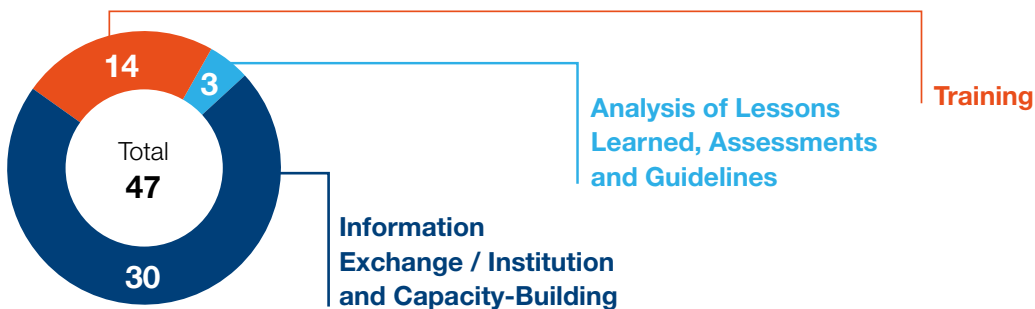 14
3
Training
Analysis of Lessons
Learned, Assessments
and Guidelines
Total
47
Information
Exchange / Institution
and Capacity-Building
30